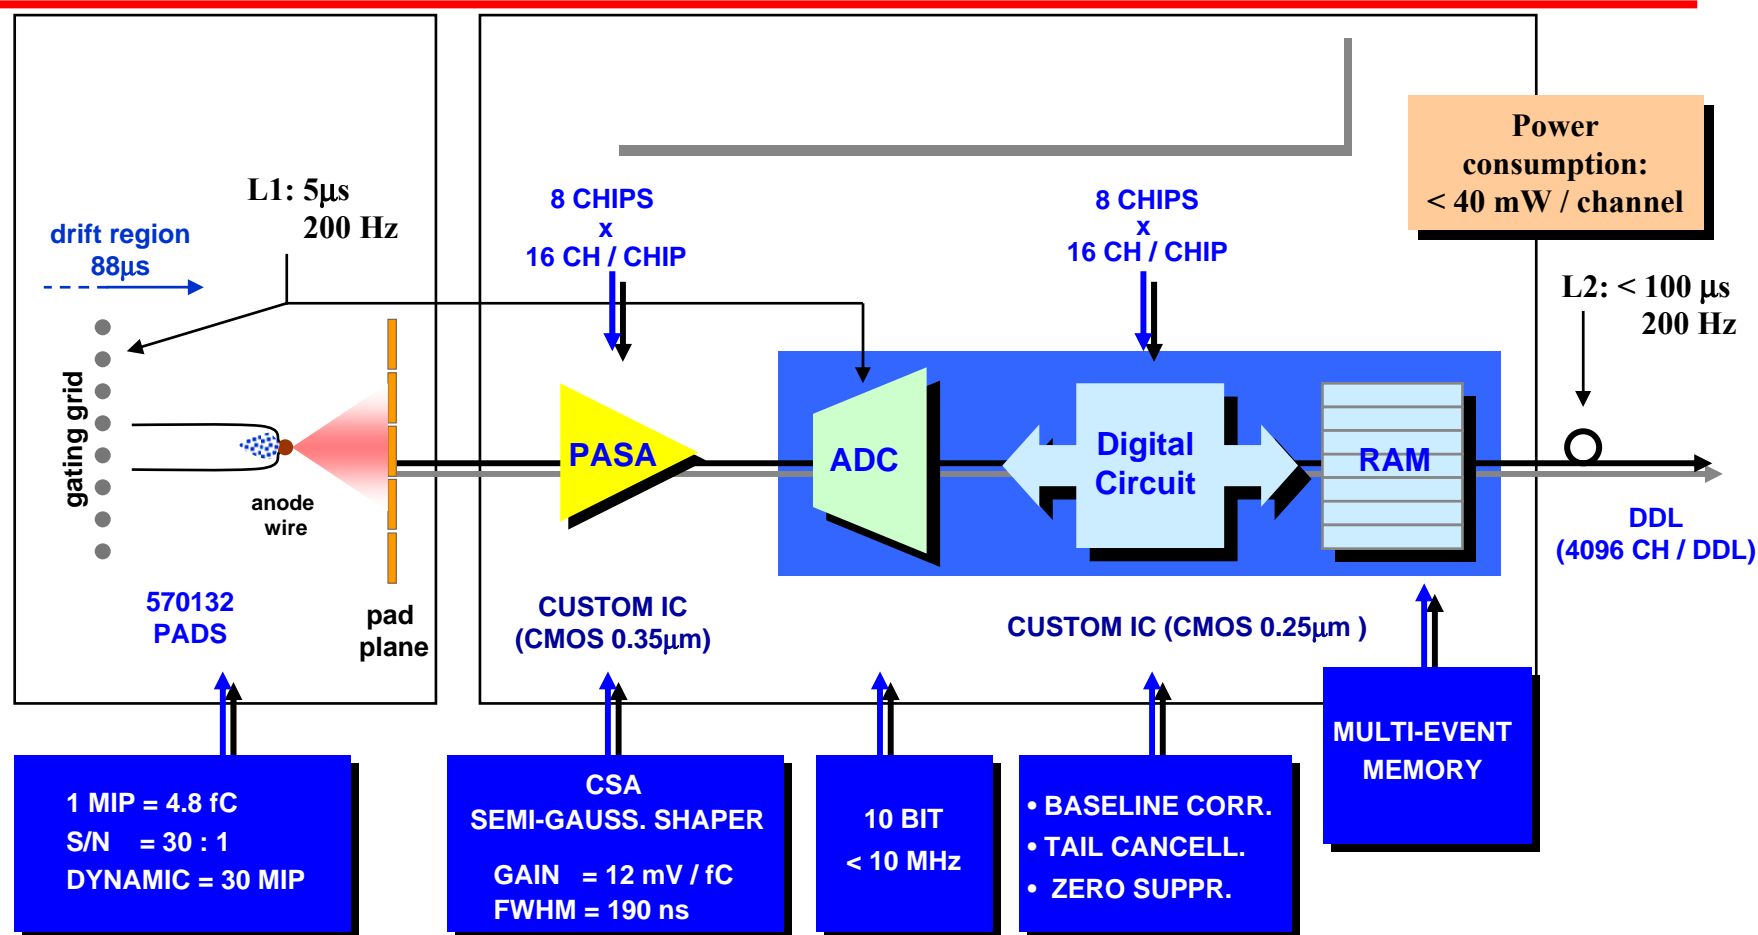 L1: 5µs
200 Hz
drift region
88µs
gating grid
anode
wire
570132
PADS
pad
plane
8 CHIPS
x
16 CH / CHIP
8 CHIPS
x
16 CH / CHIP
Power
consumption:
< 40 mW / channel
L2: < 100 µs
200 Hz
PASA
ADC
Digital
Circuit
RAM
DDL
(4096 CH / DDL)
CUSTOM IC
(CMOS 0.35µm)
CUSTOM IC (CMOS 0.25µm )
1 MIP = 4.8 fC
S/N = 30 : 1
DYNAMIC = 30 MIP
CSA
SEMI-GAUSS. SHAPER
GAIN = 12 mV / fC
FWHM = 190 ns
10 BIT
< 10 MHz
• BASELINE CORR.
• TAIL CANCELL.
• ZERO SUPPR.
MULTI-EVENT
MEMORY